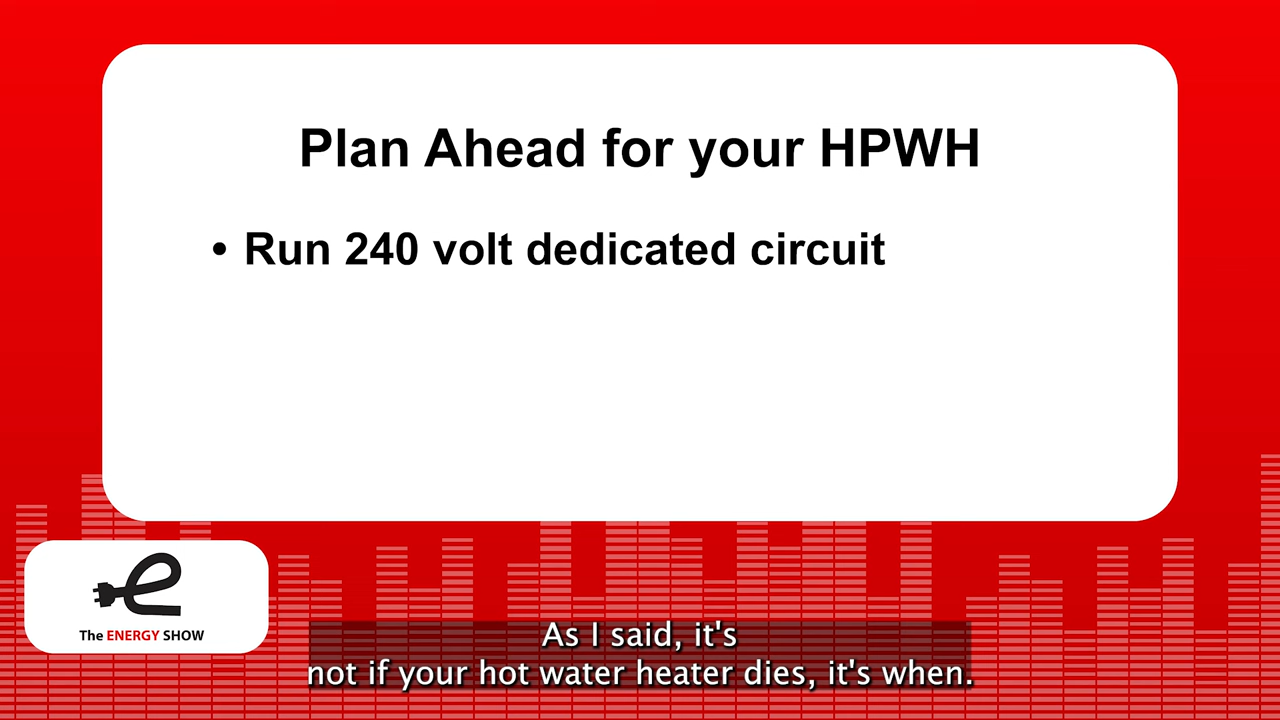 Plan Ahead for your HPWH
• Run 240 volt dedicated circuit
The ENERGY SHOW
As I said, it's
not if your hot water heater dies, it's when.